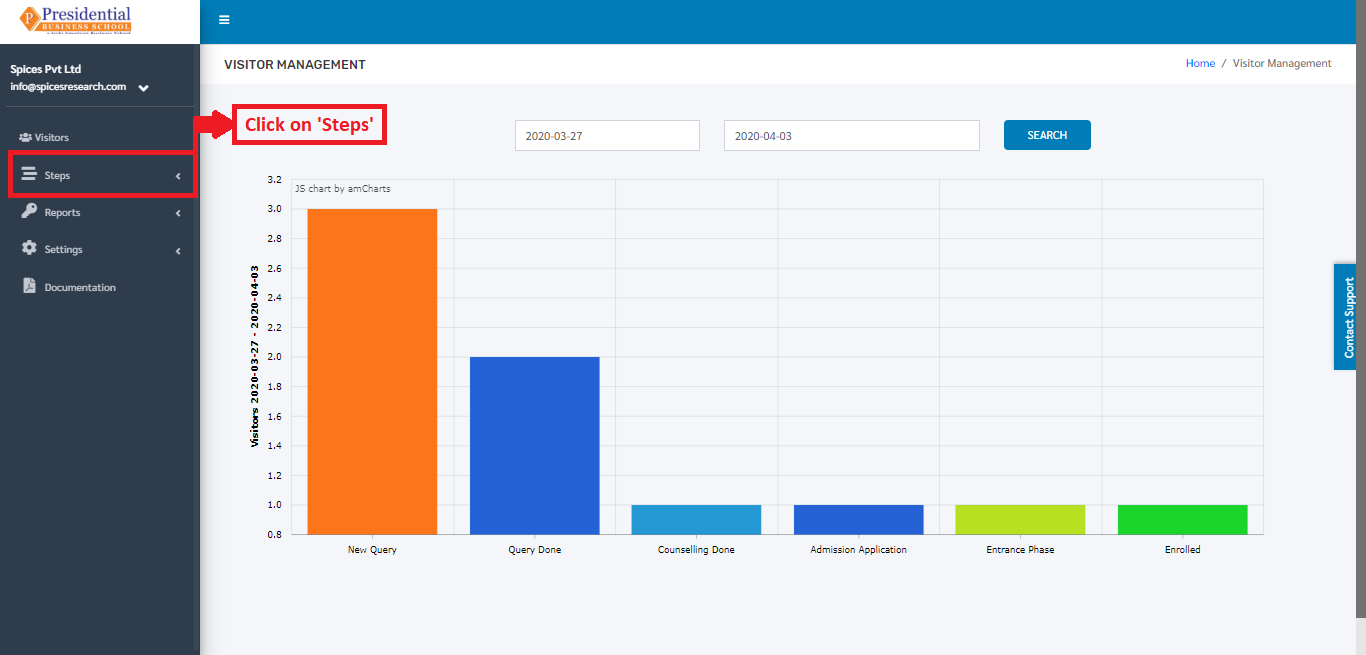 P Presidential
BUSINESS SCHOOL
Spices Pvt Ltd
info@spicesresearch.com
Visitors
Steps
Reports
Settings
Documentation
VISITOR MANAGEMENT
Home / Visitor Management
Click on 'Steps'
2020-03-27
2020-04-03
SEARCH
JS chart by amCharts
3.2
3.0
2.8
2.6
2.4
2.2
2.0
1.8
1.6
1.4
1.2
1.0
0.8
Visitors 2020-03-27 - 2020-04-03
New Query
Query Done
Counselling Done
Admission Application
Entrance Phase
Enrolled
Contact Support